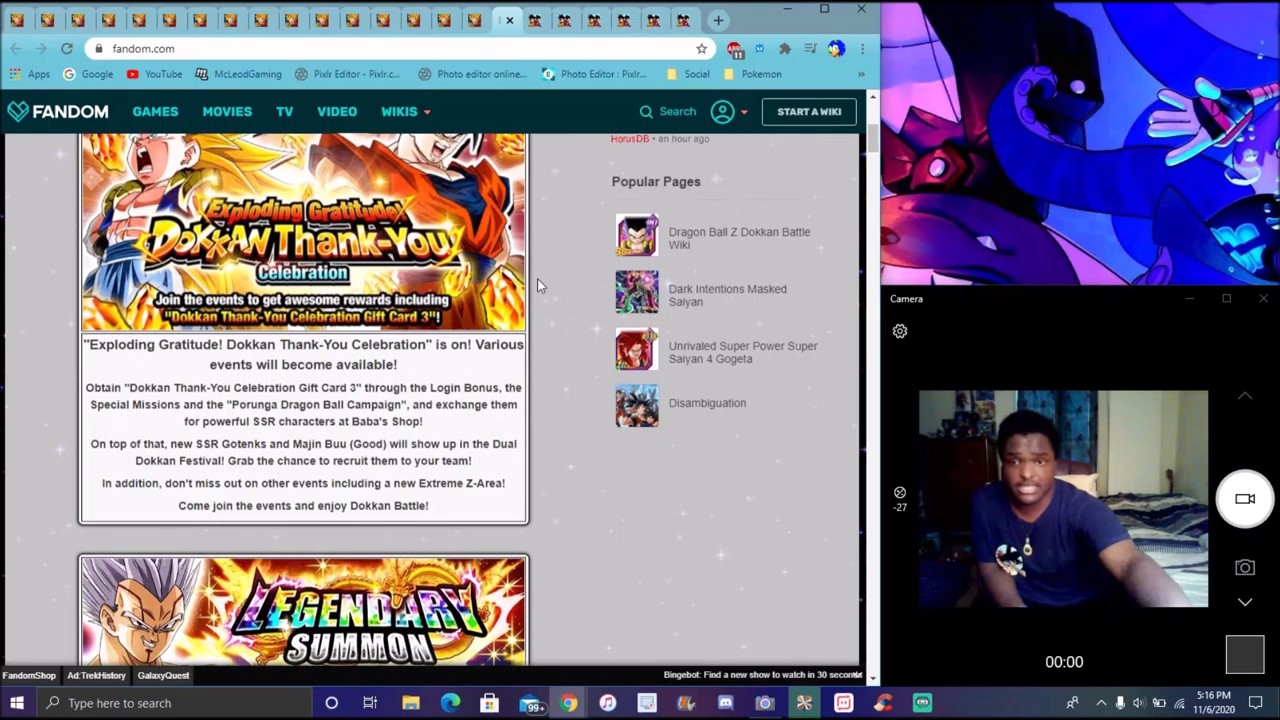 fandom.com
ABP
11
Apps
Google
YouTube
McLeodGaming
Pixlr Editor - Pixlr.c...
Photo editor online...
Photo Editor : Pixlr...
Social
Pokemon
»
FANDOM
GAMES
MOVIES
TV
VIDEO
WIKIS
Search
START A WIKI
Exploding Gratitude!
DOKKAN THANK-YOU
Celebration
Join the events to get awesome rewards including
"Dokkan Thank-You Celebration Gift Card 3"!
"Exploding Gratitude! Dokkan Thank-You Celebration" is on! Various
events will become available!
Obtain "Dokkan Thank-You Celebration Gift Card 3" through the Login Bonus, the
Special Missions and the "Porunga Dragon Ball Campaign", and exchange them
for powerful SSR characters at Baba's Shop!
On top of that, new SSR Gotenks and Majin Buu (Good) will show up in the Dual
Dokkan Festival! Grab the chance to recruit them to your team!
In addition, don't miss out on other events including a new Extreme Z-Area!
Come join the events and enjoy Dokkan Battle!
LEGENDARY
SUMMON
HorusDB • an hour ago
Popular Pages
Dragon Ball Z Dokkan Battle
Wiki
Dark Intentions Masked
Saiyan
Unrivaled Super Power Super
Saiyan 4 Gogeta
Disambiguation
FandomShop
Ad:TrekHistory
GalaxyQuest
Bingebot: Find a new show to watch in 30 seconds
Camera
-27
00:00
Type here to search
99+
5:16 PM
11/6/2020